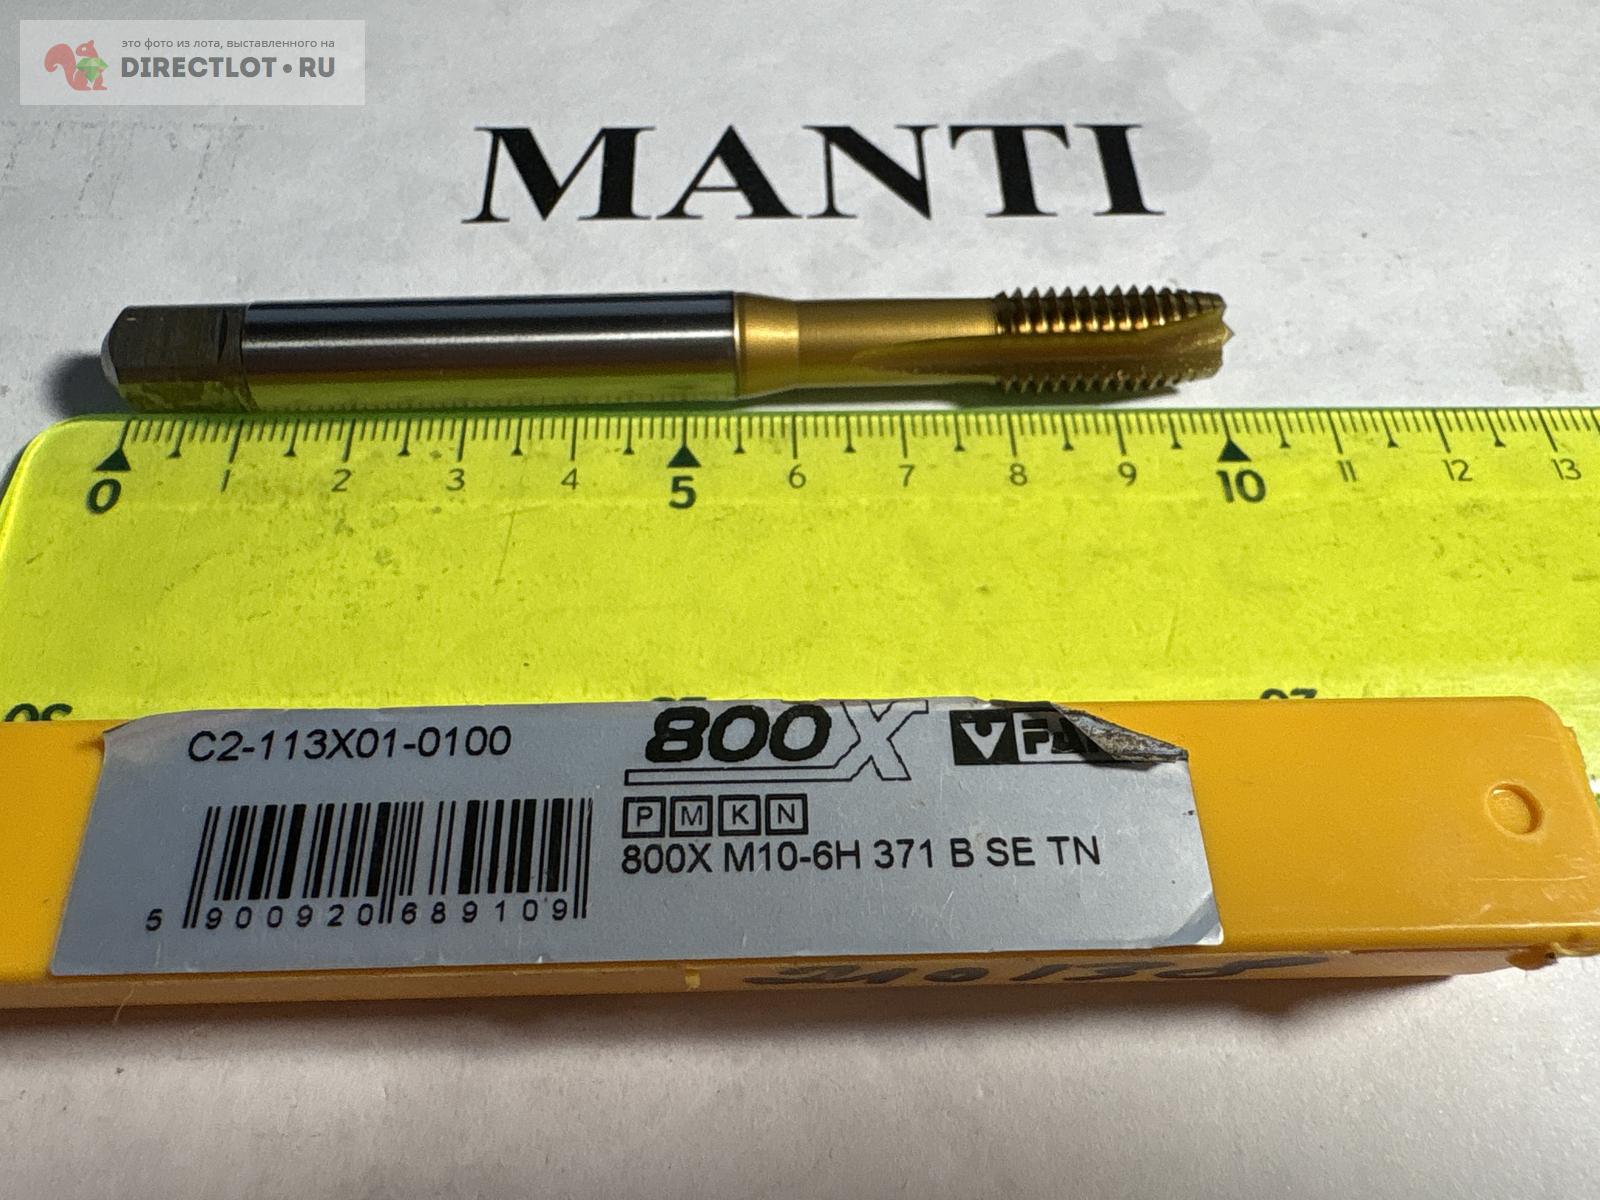 это фото из лота, выставленного на
DIRECTLOT•RU
MANTI
0 1 2 3 4 5 6 7 8 9 10 11 12 13
C2-113X01-0100
800X
P M K N
800X M10-6H 371 B SE TN
5 900920 689109